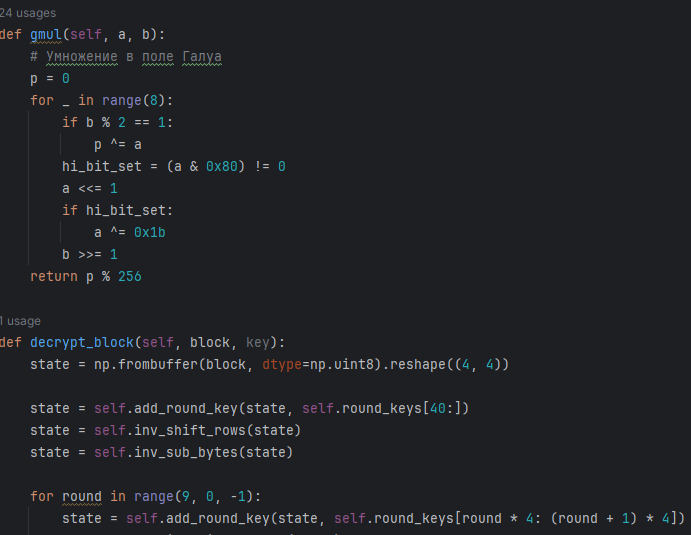 24 usages
def gmul(self, a, b):
    # Умножение в поле Галуа
    p = 0
    for _ in range(8):
        if b % 2 == 1:
            p ^= a
        hi_bit_set = (a & 0x80) != 0
        a <<= 1
        if hi_bit_set:
            a ^= 0x1b
        b >>= 1
    return p % 256
1 usage
def decrypt_block(self, block, key):
    state = np.frombuffer(block, dtype=np.uint8).reshape((4, 4))
    state = self.add_round_key(state, self.round_keys[40:])
    state = self.inv_shift_rows(state)
    state = self.inv_sub_bytes(state)
    for round in range(9, 0, -1):
        state = self.add_round_key(state, self.round_keys[round * 4: (round + 1) * 4])